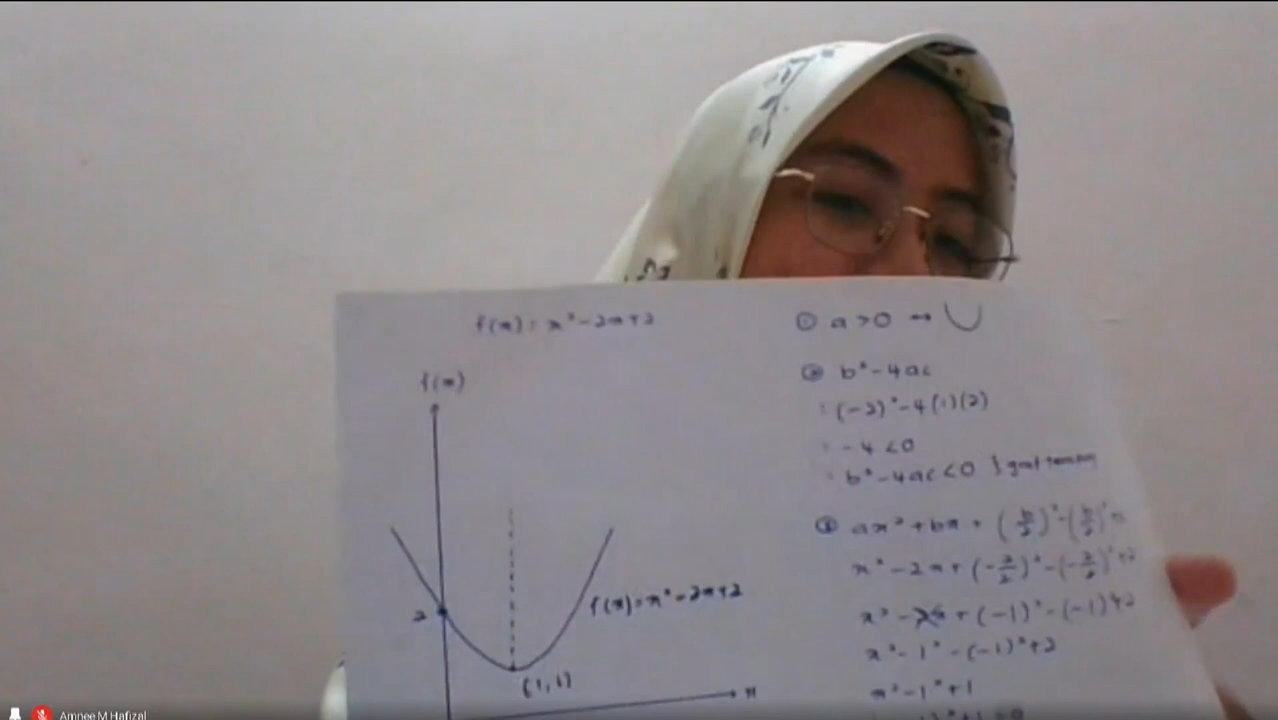 f(x) = x² - 2x + 2
f(x)
2
f(x) = x² - 2x + 2
(1,1)
x
① a > 0 → ∪
② b² - 4ac
= (-2)² - 4(1)(2)
= -4 < 0
= b² - 4ac < 0 } graf
③ ax² + bx + (b/2)² - (b/2)² +
x² - 2x + (-2/2)² - (-2/2)² + 2
x² - 2x + (-1)² - (-1)² + 2
x² - 1² - (-1)² + 2
x² - 1² + 1
Amnee M Hafizal